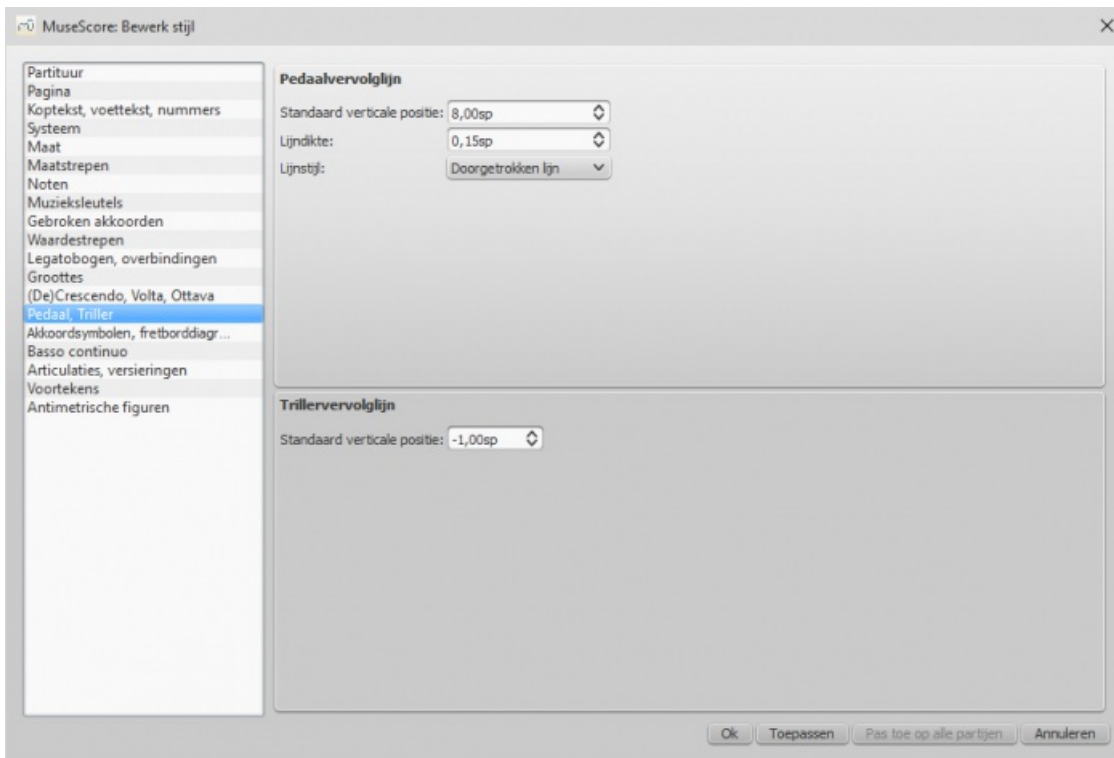 MuseScore: Bewerk stijl
Partituur
Pagina
Koptekst, voettekst, nummers
Systeem
Maat
Maatstrepen
Noten
Muzieksleutels
Gebroken akkoorden
Waardestrepen
Legatobogen, overbindingen
Groottes
(De)Crescendo, Volta, Ottava
Pedaal, Triller
Akkoordsymbolen, fretborddiagr...
Basso continuo
Articulaties, versieringen
Voortekens
Antimetrische figuren
Pedaalvervolglijn
Standaard verticale positie: 8,00sp
Lijndikte: 0,15sp
Lijnstijl: Doorgetrokken lijn
Trillervervolglijn
Standaard verticale positie: -1,00sp
Ok Toepassen Pas toe op alle partijen Annuleren